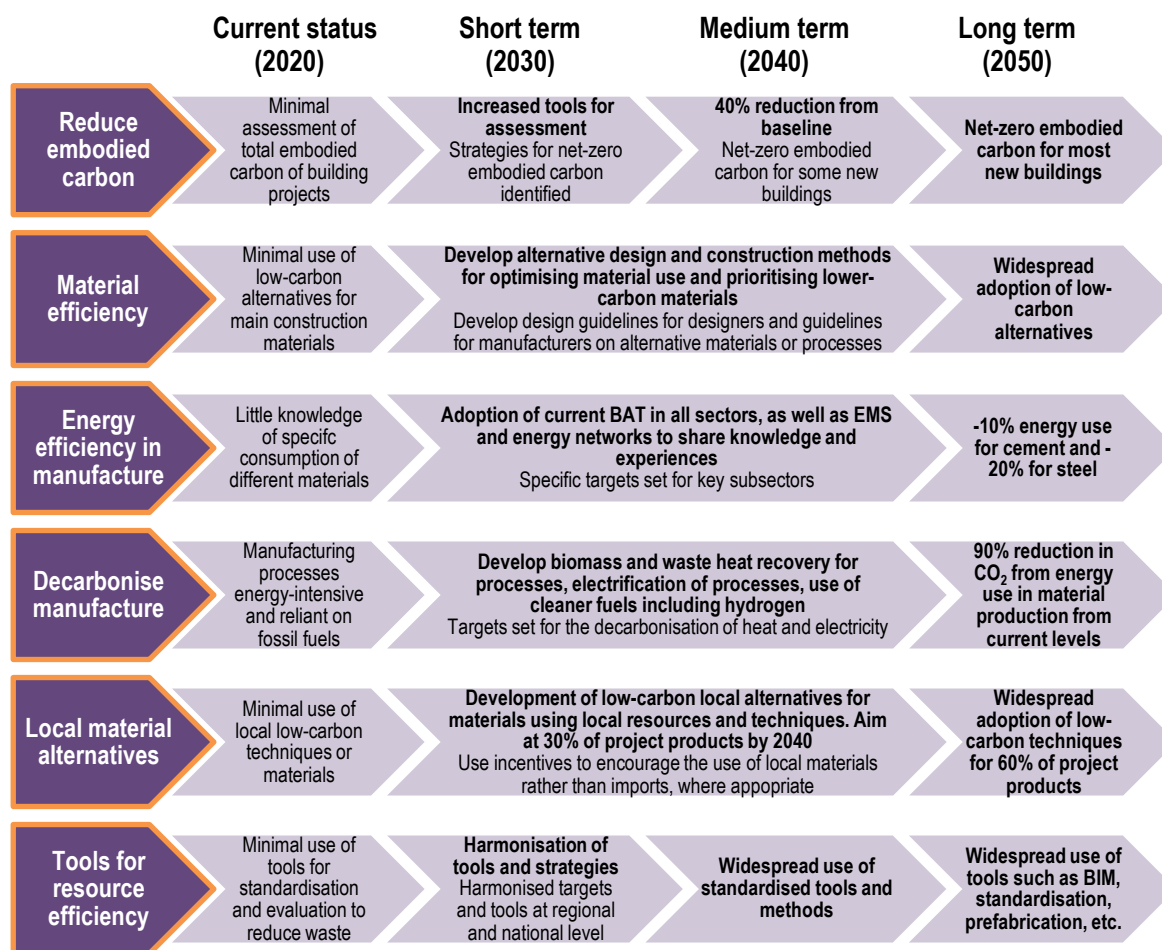 Current status
(2020)
Short term
(2030)
Medium term
(2040)
Long term
(2050)
Reduce
embodied
carbon
Minimal
assessment of
total embodied
carbon of building
projects
Increased tools for
assessment
Strategies for net-zero
embodied carbon
identified
40% reduction from
baseline
Net-zero embodied
carbon for some new
buildings
Net-zero embodied
carbon for most
new buildings
Material
efficiency
Minimal use of
low-carbon
alternatives for
main construction
materials
Develop alternative design and construction methods
for optimising material use and prioritising lower-
carbon materials
Develop design guidelines for designers and guidelines
for manufacturers on alternative materials or processes
Widespread
adoption of low-
carbon
alternatives
Energy
efficiency in
manufacture
Little knowledge
of specifc
consumption of
different materials
Adoption of current BAT in all sectors, as well as EMS
and energy networks to share knowledge and
experiences
Specific targets set for key subsectors
-10% energy use
for cement and -
20% for steel
Decarbonise
manufacture
Manufacturing
processes
energy-intensive
and reliant on
fossil fuels
Develop biomass and waste heat recovery for
processes, electrification of processes, use of
cleaner fuels including hydrogen
Targets set for the decarbonisation of heat and electricity
90% reduction in
CO₂ from energy
use in material
production from
current levels
Local material
alternatives
Minimal use of
local low-carbon
techniques or
materials
Development of low-carbon local alternatives for
materials using local resources and techniques. Aim
at 30% of project products by 2040
Use incentives to encourage the use of local materials
rather than imports, where appopriate
Widespread
adoption of low-
carbon techniques
for 60% of project
products
Tools for
resource
efficiency
Minimal use of
tools for
standardisation
and evaluation to
reduce waste
Harmonisation of
tools and strategies
Harmonised targets
and tools at regional
and national level
Widespread use of
standardised tools and
methods
Widespread use of
tools such as BIM,
standardisation,
prefabrication, etc.